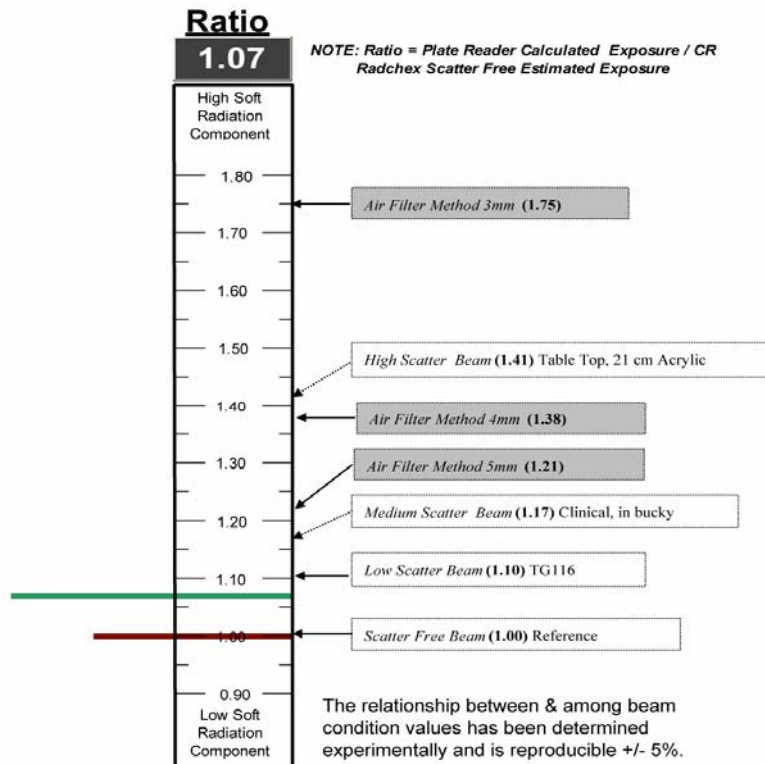 Ratio
1.07
NOTE: Ratio = Plate Reader Calculated Exposure / CR
Radchex Scatter Free Estimated Exposure
High Soft
Radiation
Component
1.80
Air Filter Method 3mm (1.75)
1.70
1.60
1.50
High Scatter Beam (1.41) Table Top, 21 cm Acrylic
1.40
Air Filter Method 4mm (1.38)
1.30
Air Filter Method 5mm (1.21)
1.20
Medium Scatter Beam (1.17) Clinical, in bucky
1.10
Low Scatter Beam (1.10) TG116
1.00
Scatter Free Beam (1.00) Reference
0.90
Low Soft
Radiation
Component
The relationship between & among beam
condition values has been determined
experimentally and is reproducible +/- 5%.